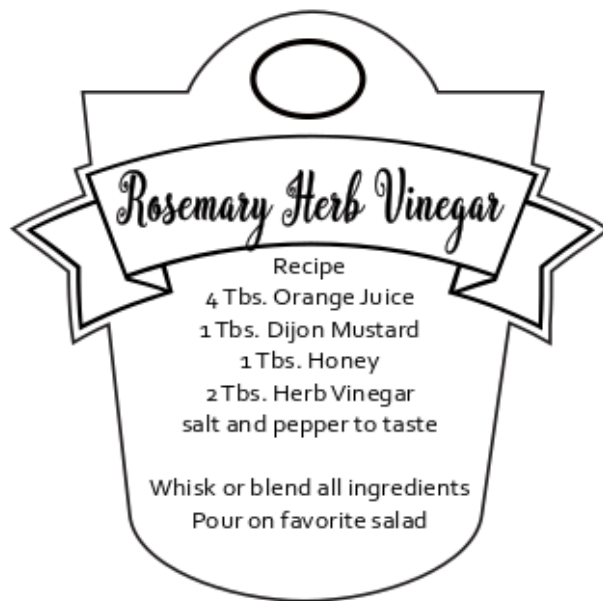 Rosemary Herb Vinegar
Recipe
4 Tbs. Orange Juice
1 Tbs. Dijon Mustard
1 Tbs. Honey
2 Tbs. Herb Vinegar
salt and pepper to taste
Whisk or blend all ingredients
Pour on favorite salad